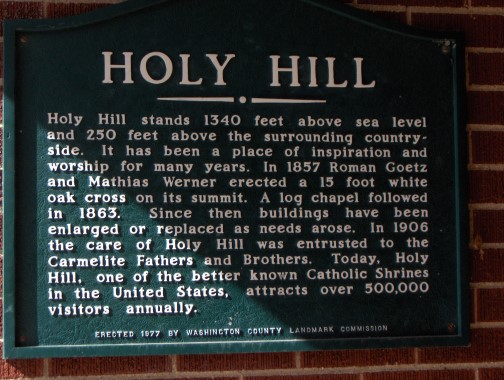 HOLY HILL
Holy Hill stands 1340 feet above sea level
and 250 feet above the surrounding country-
side. It has been a place of inspiration and
worship for many years. In 1857 Roman Goetz
and Mathias Werner erected a 15 foot white
oak cross on its summit. A log chapel followed
in 1863. Since then buildings have been
enlarged or replaced as needs arose. In 1906
the care of Holy Hill was entrusted to the
Carmelite Fathers and Brothers. Today, Holy
Hill, one of the better known Catholic Shrines
in the United States, attracts over 500,000
visitors annually.
ERECTED 1977 BY WASHINGTON COUNTY LANDMARK COMMISSION